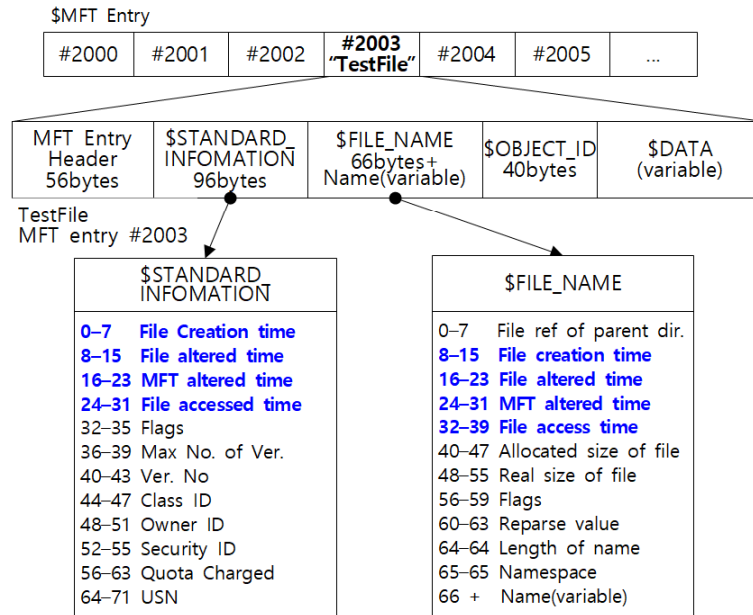 $MFT Entry
#2000 #2001 #2002 #2003 #2004 #2005 ...
"TestFile"
MFT Entry
Header
56bytes
$STANDARD_
INFOMATION
96bytes
$FILE_NAME
66bytes+
Name(variable)
$OBJECT_ID
40bytes
$DATA
(variable)
TestFile
MFT entry #2003
$STANDARD_
INFOMATION
0–7 File Creation time
8–15 File altered time
16–23 MFT altered time
24–31 File accessed time
32–35 Flags
36–39 Max No. of Ver.
40–43 Ver. No
44–47 Class ID
48–51 Owner ID
52–55 Security ID
56–63 Quota Charged
64–71 USN
$FILE_NAME
0–7 File ref of parent dir.
8–15 File creation time
16–23 File altered time
24–31 MFT altered time
32–39 File access time
40–47 Allocated size of file
48–55 Real size of file
56–59 Flags
60–63 Reparse value
64–64 Length of name
65–65 Namespace
66 + Name(variable)